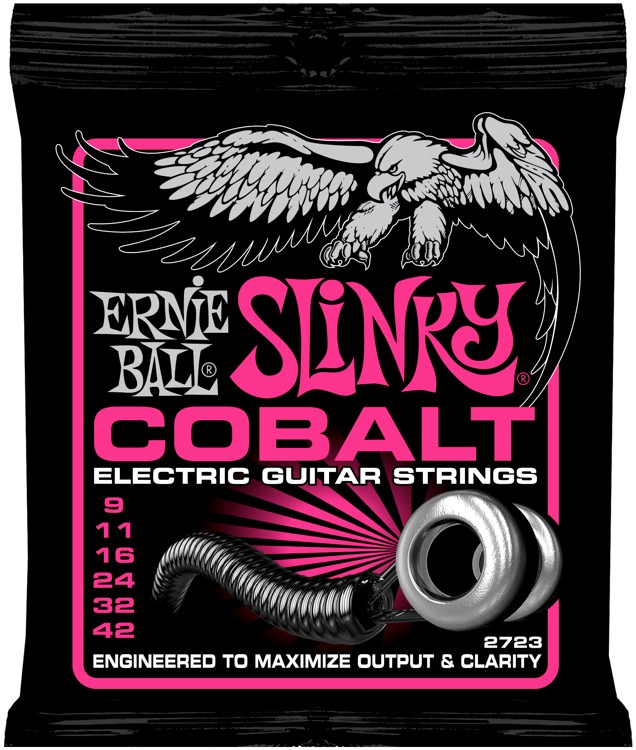 ERNiE
BALL®
SLiNKY®
COBALT
ELECTRIC GUITAR STRINGS
9
11
16
24
32
42
2723
ENGINEERED TO MAXIMIZE OUTPUT & CLARITY